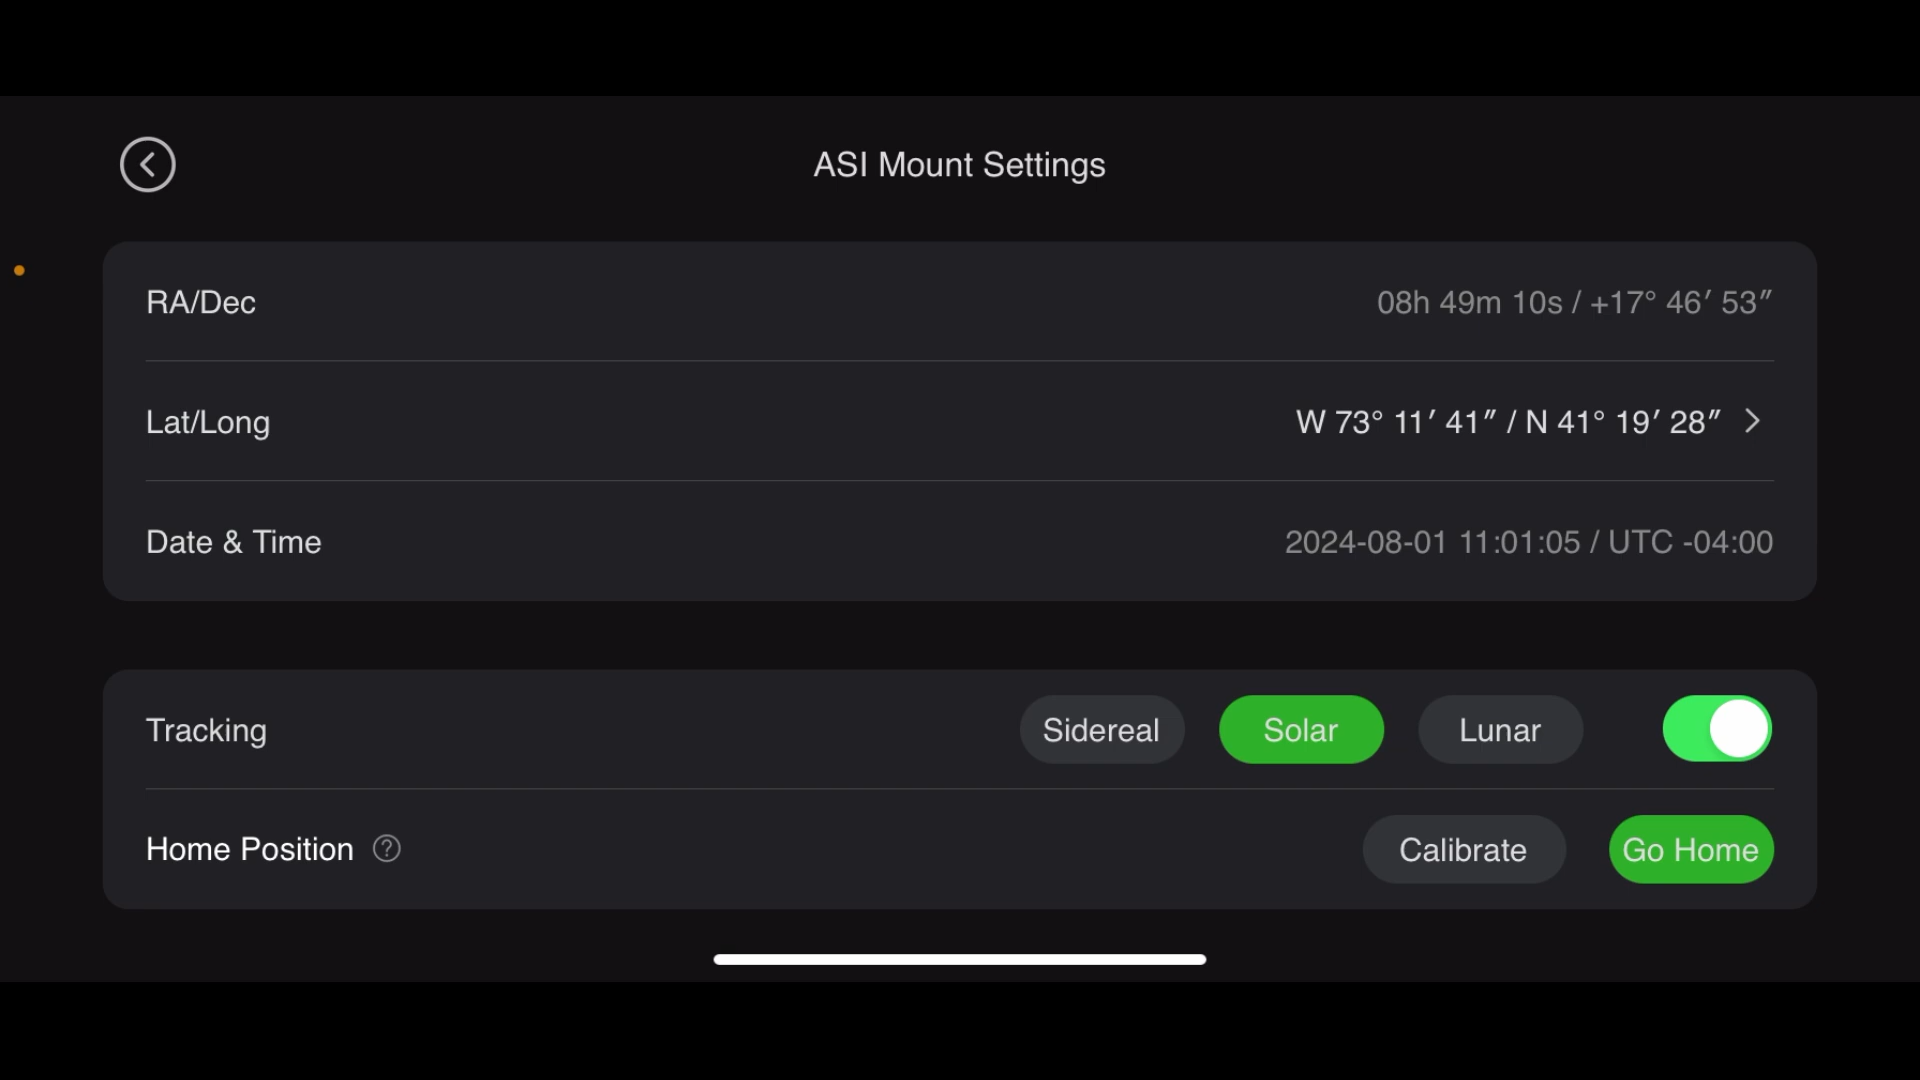 ASI Mount Settings
RA/Dec 08h 49m 10s / +17° 46′ 53″
Lat/Long W 73° 11′ 41″ / N 41° 19′ 28″
Date & Time 2024-08-01 11:01:05 / UTC -04:00
Tracking Sidereal Solar Lunar
Home Position ? Calibrate Go Home